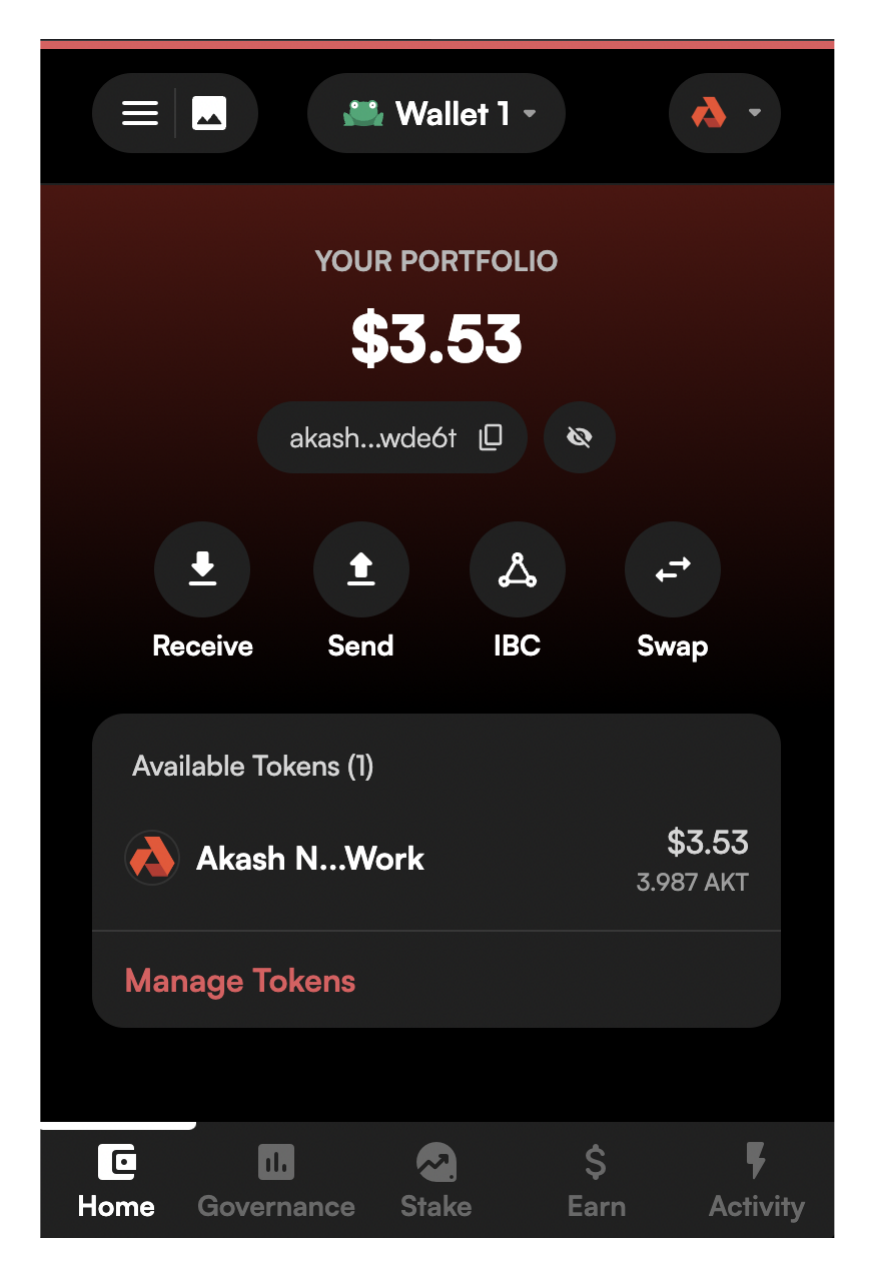 Wallet 1
YOUR PORTFOLIO
$3.53
akash...wde6t
Receive Send IBC Swap
Available Tokens (1)
Akash N...Work
$3.53
3.987 AKT
Manage Tokens
Home Governance Stake Earn Activity